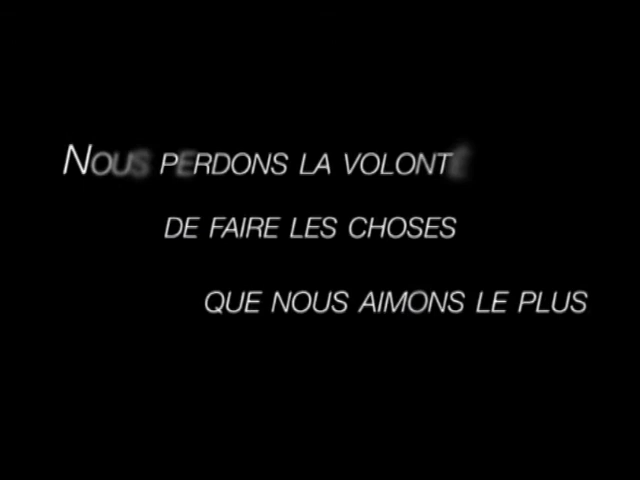 NOUS PERDONS LA VOLONTÉ
DE FAIRE LES CHOSES
QUE NOUS AIMONS LE PLUS